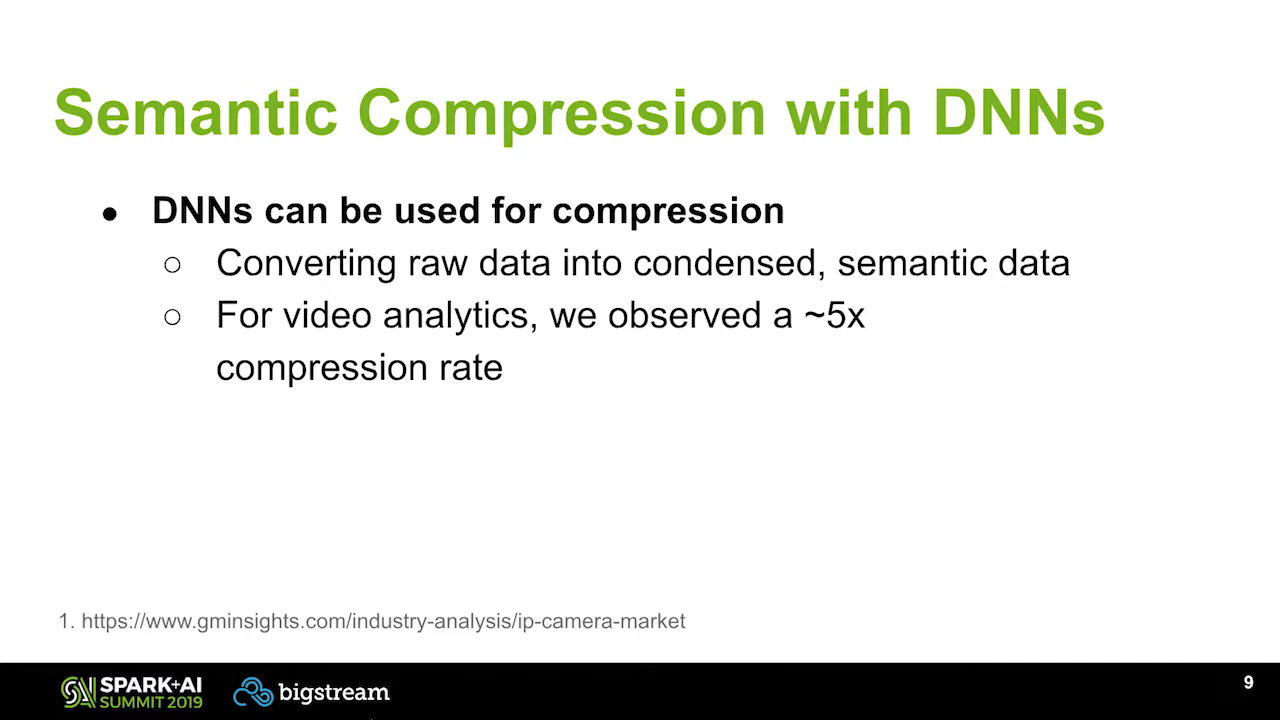 Semantic Compression with DNNs
● DNNs can be used for compression
○ Converting raw data into condensed, semantic data
○ For video analytics, we observed a ~5x
compression rate
1. https://www.gminsights.com/industry-analysis/ip-camera-market
SPARK+AI
SUMMIT 2019
bigstream
9